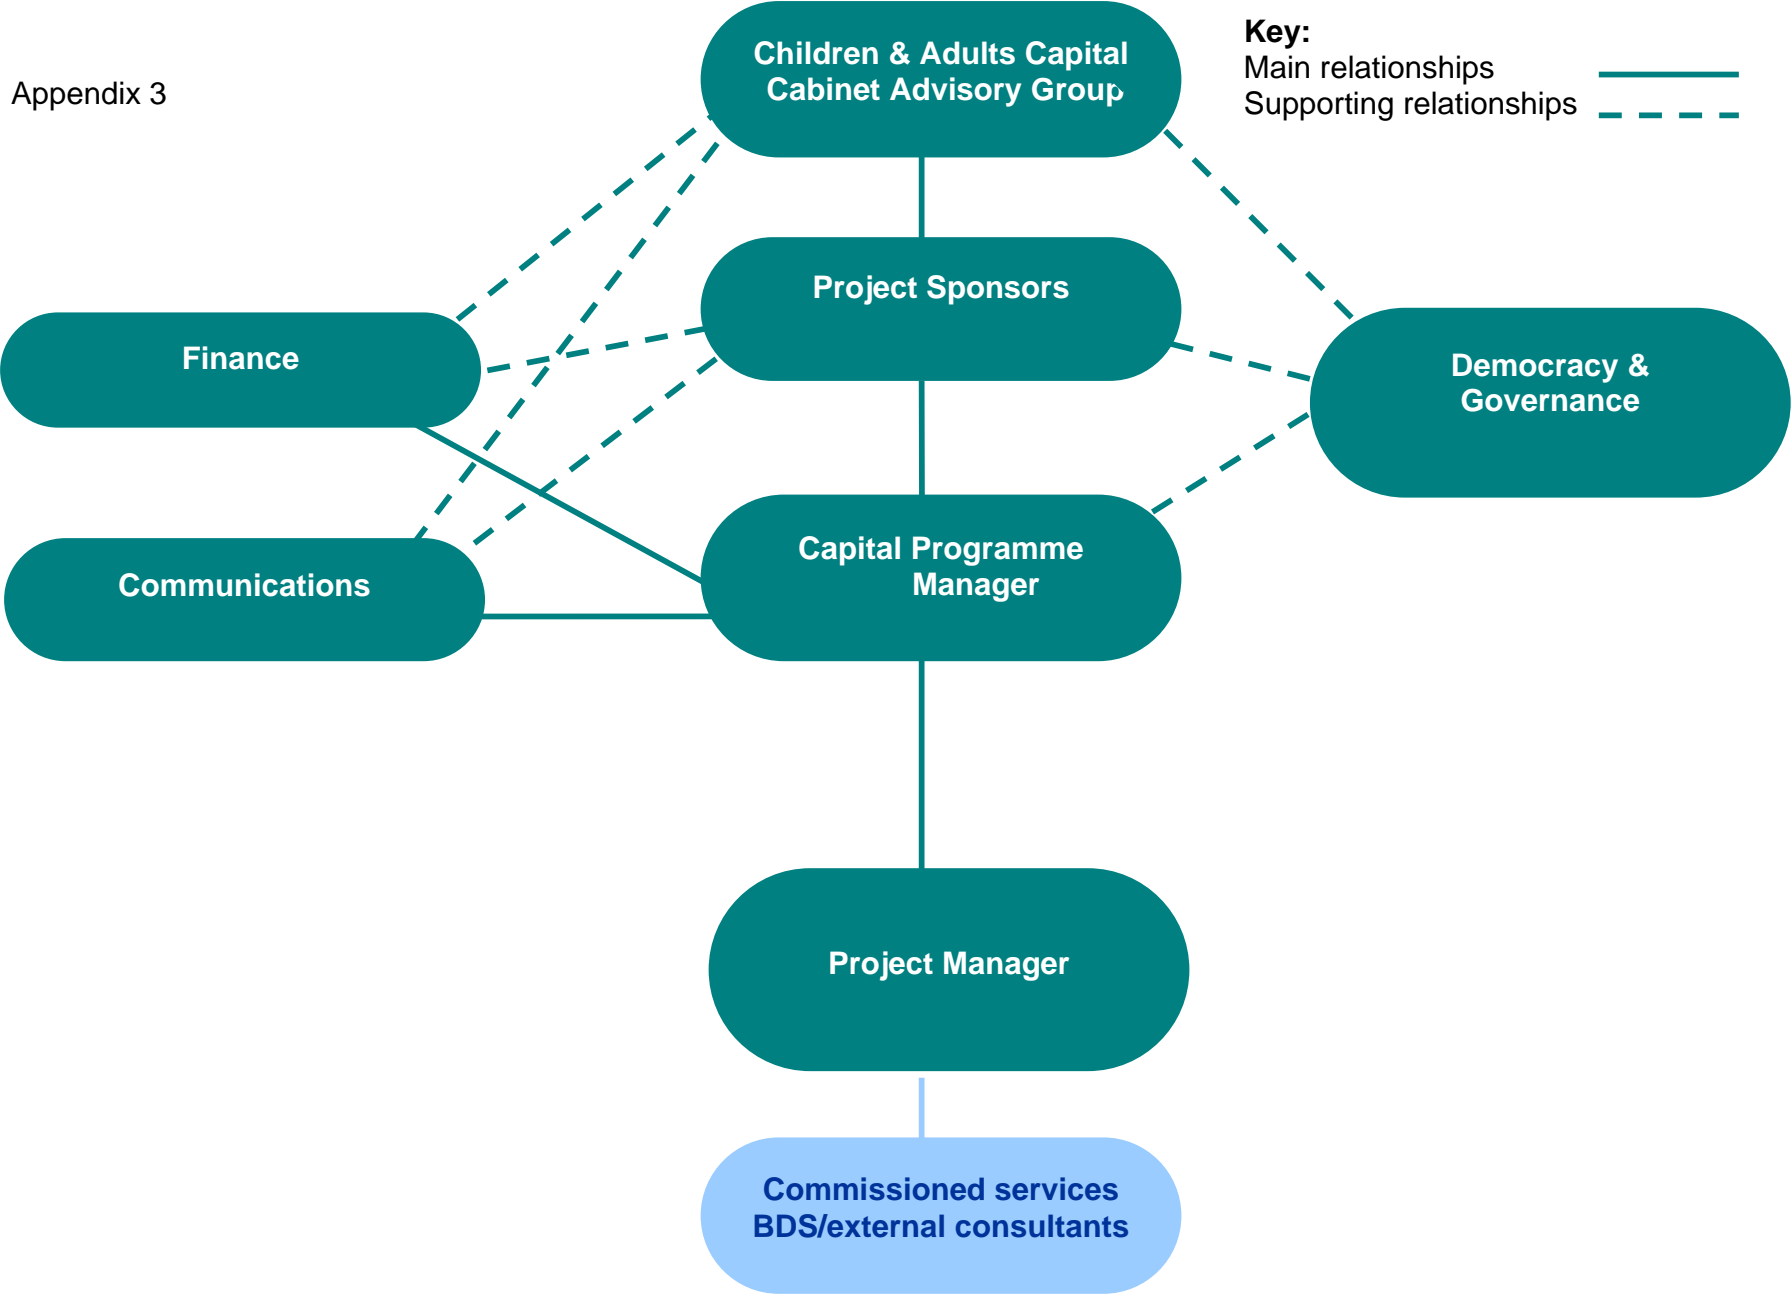 Appendix 3
Children & Adults Capital
Cabinet Advisory Group
Key:
Main relationships
Supporting relationships
Project Sponsors
Finance
Democracy &
Governance
Capital Programme
Manager
Communications
Project Manager
Commissioned services
BDS/external consultants